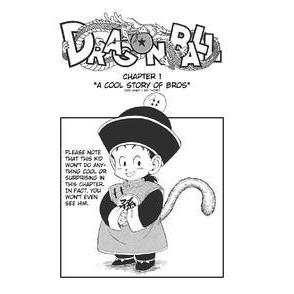 DRAGON BALL
CHAPTER 1
"A COOL STORY OF BROS"
PLEASE NOTE
THAT THIS KID
WON'T DO ANY-
THING COOL OR
SURPRISING IN
THIS CHAPTER.
IN FACT, YOU
WON'T EVEN
SEE HIM.
孫